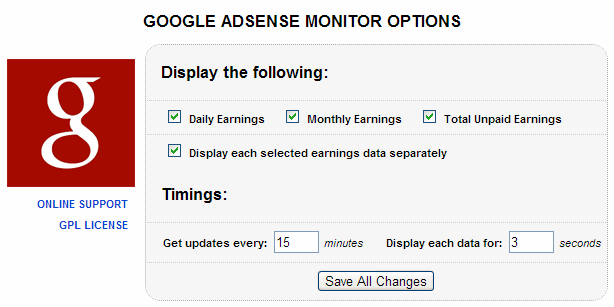 GOOGLE ADSENSE MONITOR OPTIONS
g
ONLINE SUPPORT
GPL LICENSE
Display the following:
Daily Earnings Monthly Earnings Total Unpaid Earnings
Display each selected earnings data separately
Timings:
Get updates every: 15 minutes Display each data for: 3 seconds
Save All Changes